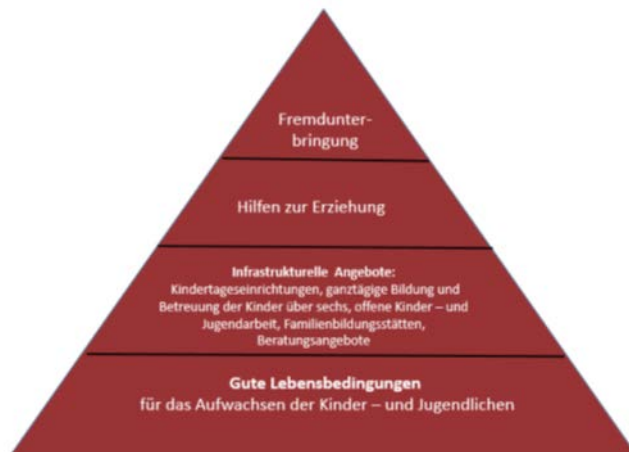 Fremdunter-
bringung
Hilfen zur Erziehung
Infrastrukturelle Angebote:
Kindertageseinrichtungen, ganztägige Bildung und
Betreuung der Kinder über sechs, offene Kinder – und
Jugendarbeit, Familienbildungsstätten,
Beratungsangebote
Gute Lebensbedingungen
für das Aufwachsen der Kinder – und Jugendlichen